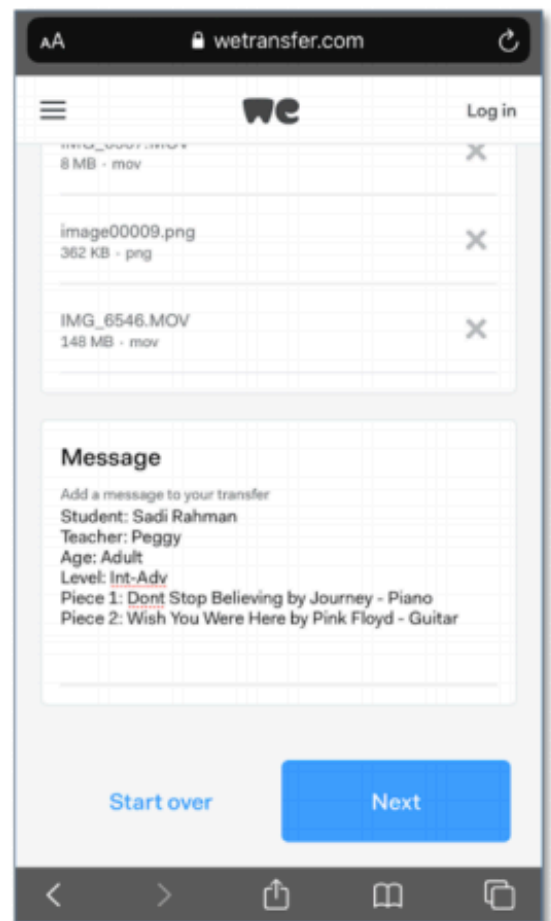 AA wetransfer.com
we Log in
8 MB - mov
image00009.png
362 KB - png
IMG_6546.MOV
148 MB - mov
Message
Add a message to your transfer
Student: Sadi Rahman
Teacher: Peggy
Age: Adult
Level: Int-Adv
Piece 1: Dont Stop Believing by Journey - Piano
Piece 2: Wish You Were Here by Pink Floyd - Guitar
Start over Next